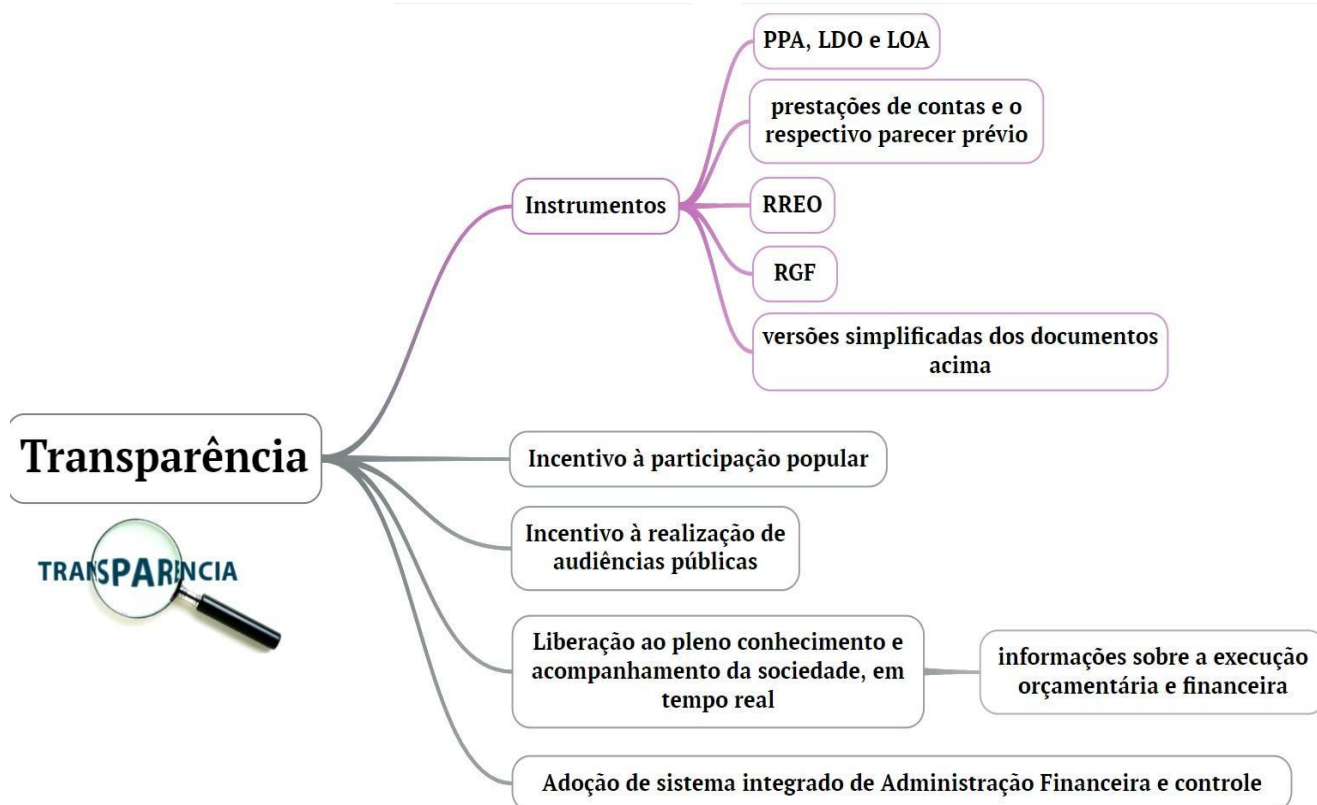 PPA, LDO e LOA
prestações de contas e o
respectivo parecer prévio
Instrumentos
RREO
RGF
versões simplificadas dos documentos
acima
Transparência
TRANSPARENCIA
Incentivo à participação popular
Incentivo à realização de
audiências públicas
Liberação ao pleno conhecimento e
acompanhamento da sociedade, em
tempo real
informações sobre a execução
orçamentária e financeira
Adoção de sistema integrado de Administração Financeira e controle